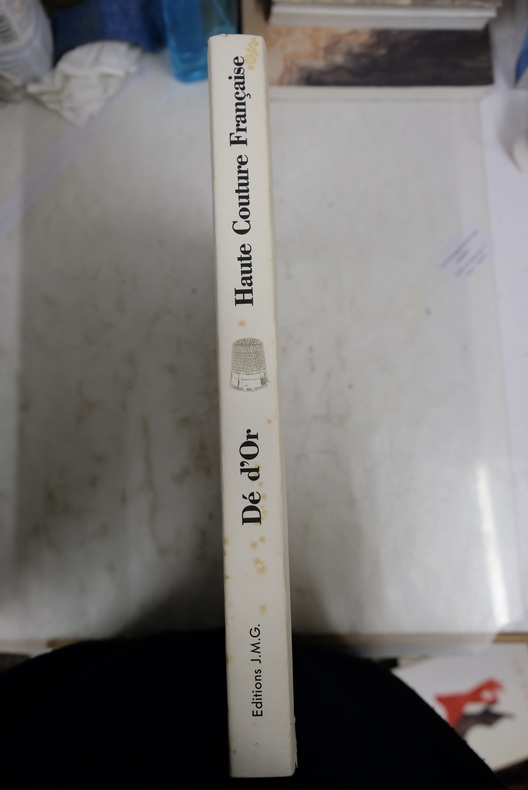 Editions J.M.G.
Dé d'Or
Haute Couture Française